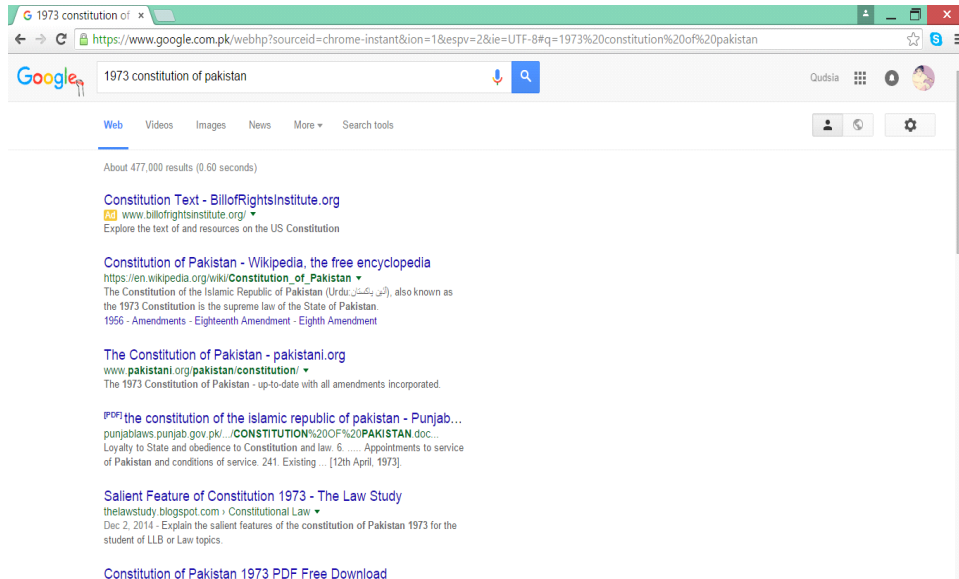 1973 constitution of
https://www.google.com.pk/webhp?sourceid=chrome-instant&ion=1&espv=2&ie=UTF-8#q=1973%20constitution%20of%20pakistan
Google 1973 constitution of pakistan Qudsia
Web Videos Images News More Search tools
About 477,000 results (0.60 seconds)
Constitution Text - BillofRightsInstitute.org
Ad www.billofrightsinstitute.org/
Explore the text of and resources on the US Constitution
Constitution of Pakistan - Wikipedia, the free encyclopedia
https://en.wikipedia.org/wiki/Constitution_of_Pakistan
The Constitution of the Islamic Republic of Pakistan (Urdu: آئین پاکستان), also known as
the 1973 Constitution is the supreme law of the State of Pakistan.
1956 - Amendments - Eighteenth Amendment - Eighth Amendment
The Constitution of Pakistan - pakistani.org
www.pakistani.org/pakistan/constitution/
The 1973 Constitution of Pakistan - up-to-date with all amendments incorporated.
[PDF] the constitution of the islamic republic of pakistan - Punjab...
punjablaws.punjab.gov.pk/.../CONSTITUTION%20OF%20PAKISTAN.doc...
Loyalty to State and obedience to Constitution and law. 6. ..... Appointments to service
of Pakistan and conditions of service. 241. Existing ... [12th April, 1973].
Salient Feature of Constitution 1973 - The Law Study
thelawstudy.blogspot.com › Constitutional Law
Dec 2, 2014 - Explain the salient features of the constitution of Pakistan 1973 for the
student of LLB or Law topics.
Constitution of Pakistan 1973 PDF Free Download